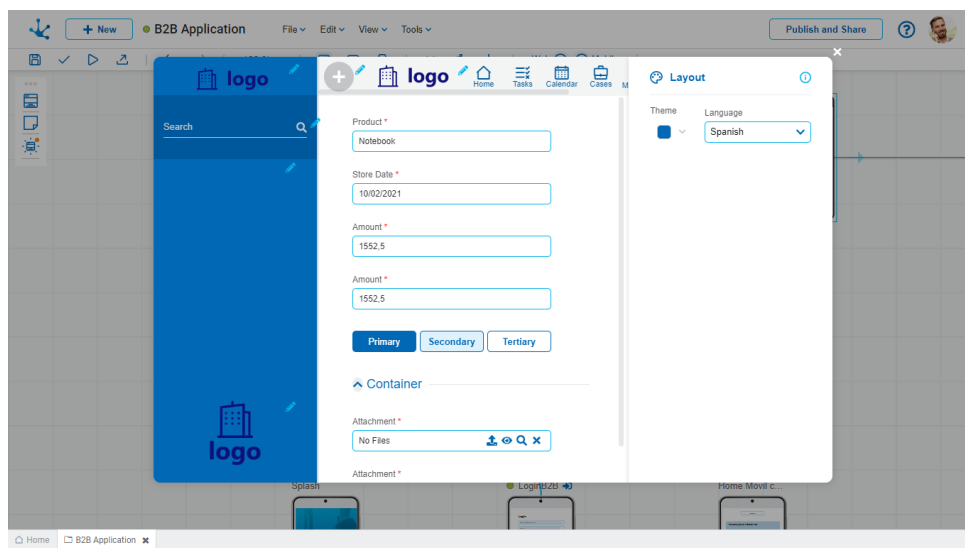 + New
B2B Application
File
Edit
View
Tools
Publish and Share
?
logo
logo
Home
Tasks
Calendar
Cases
M
Layout
Search
Theme
Language
Spanish
Product *
Notebook
Store Date *
10/02/2021
Amount *
1552,5
Amount *
1552,5
Primary
Secondary
Tertiary
Container
Attachment *
No Files
logo
Attachment *
Splash
LoginB2B
Home Movil c...
Home
B2B Application